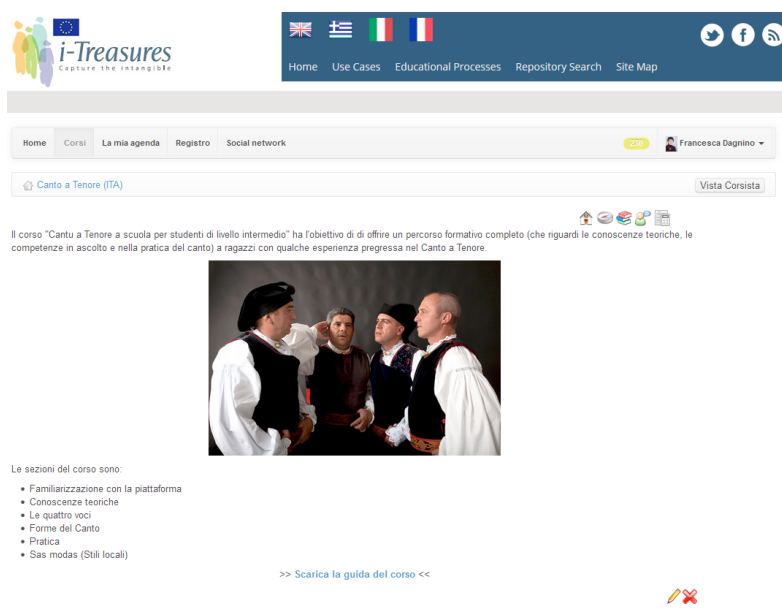 i-Treasures
Capture the intangible
Home Use Cases Educational Processes Repository Search Site Map
Home Corsi La mia agenda Registro Social network
Francesca Dagnino
Canto a Tenore (ITA)
Vista Corsista
Il corso "Cantu a Tenore a scuola per studenti di livello intermedio" ha l'obiettivo di di offrire un percorso formativo completo (che riguardi le conoscenze teoriche, le
competenze in ascolto e nella pratica del canto) a ragazzi con qualche esperienza pregressa nel Canto a Tenore.
Le sezioni del corso sono:
• Familiarizzazione con la piattaforma
• Conoscenze teoriche
• Le quattro voci
• Forme del Canto
• Pratica
• Sas modas (Stili locali)
>> Scarica la guida del corso <<